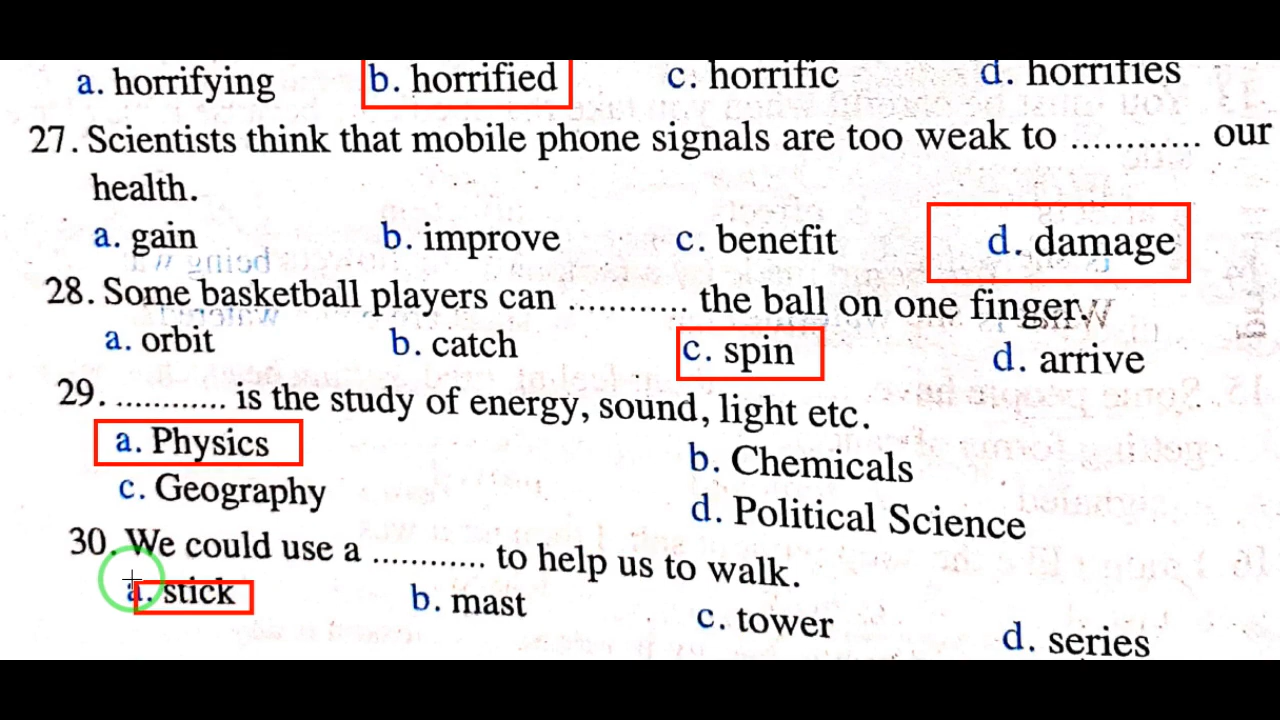 a. horrifying b. horrified c. horrific d. horrifies
27. Scientists think that mobile phone signals are too weak to ............ our
health.
a. gain b. improve c. benefit d. damage
28. Some basketball players can ............ the ball on one finger.
a. orbit b. catch c. spin d. arrive
29. ............ is the study of energy, sound, light etc.
a. Physics b. Chemicals
c. Geography d. Political Science
30. We could use a ............ to help us to walk.
a. stick b. mast c. tower d. series